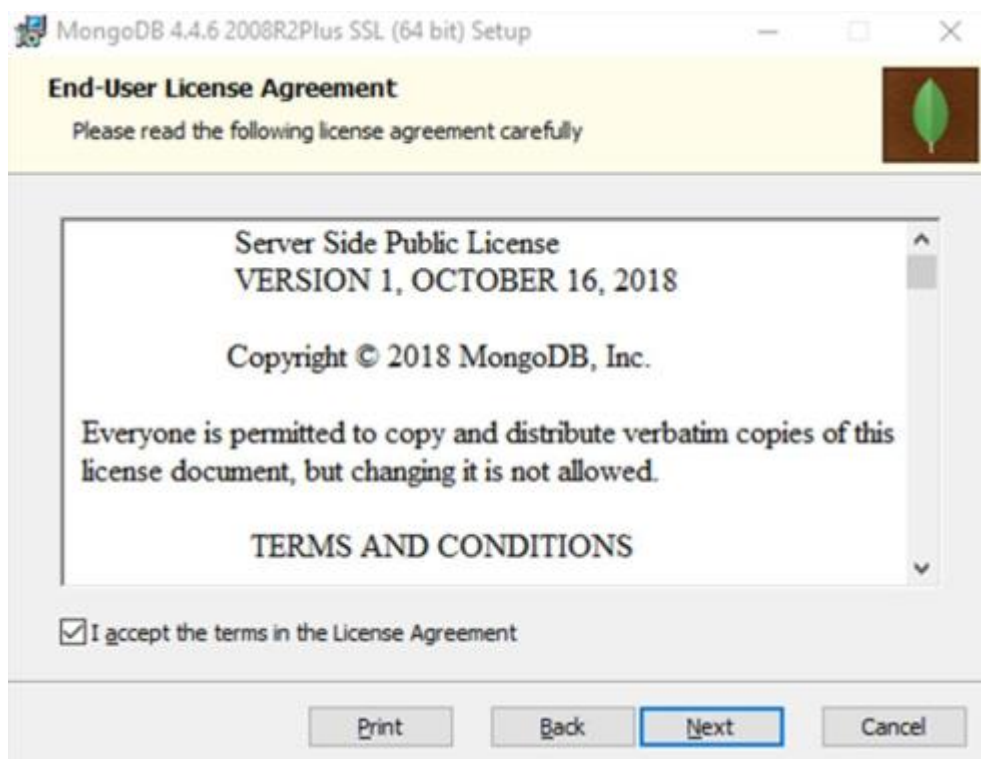 MongoDB 4.4.6 2008R2Plus SSL (64 bit) Setup
End-User License Agreement
Please read the following license agreement carefully
Server Side Public License
VERSION 1, OCTOBER 16, 2018
Copyright © 2018 MongoDB, Inc.
Everyone is permitted to copy and distribute verbatim copies of this
license document, but changing it is not allowed.
TERMS AND CONDITIONS
I accept the terms in the License Agreement
Print Back Next Cancel